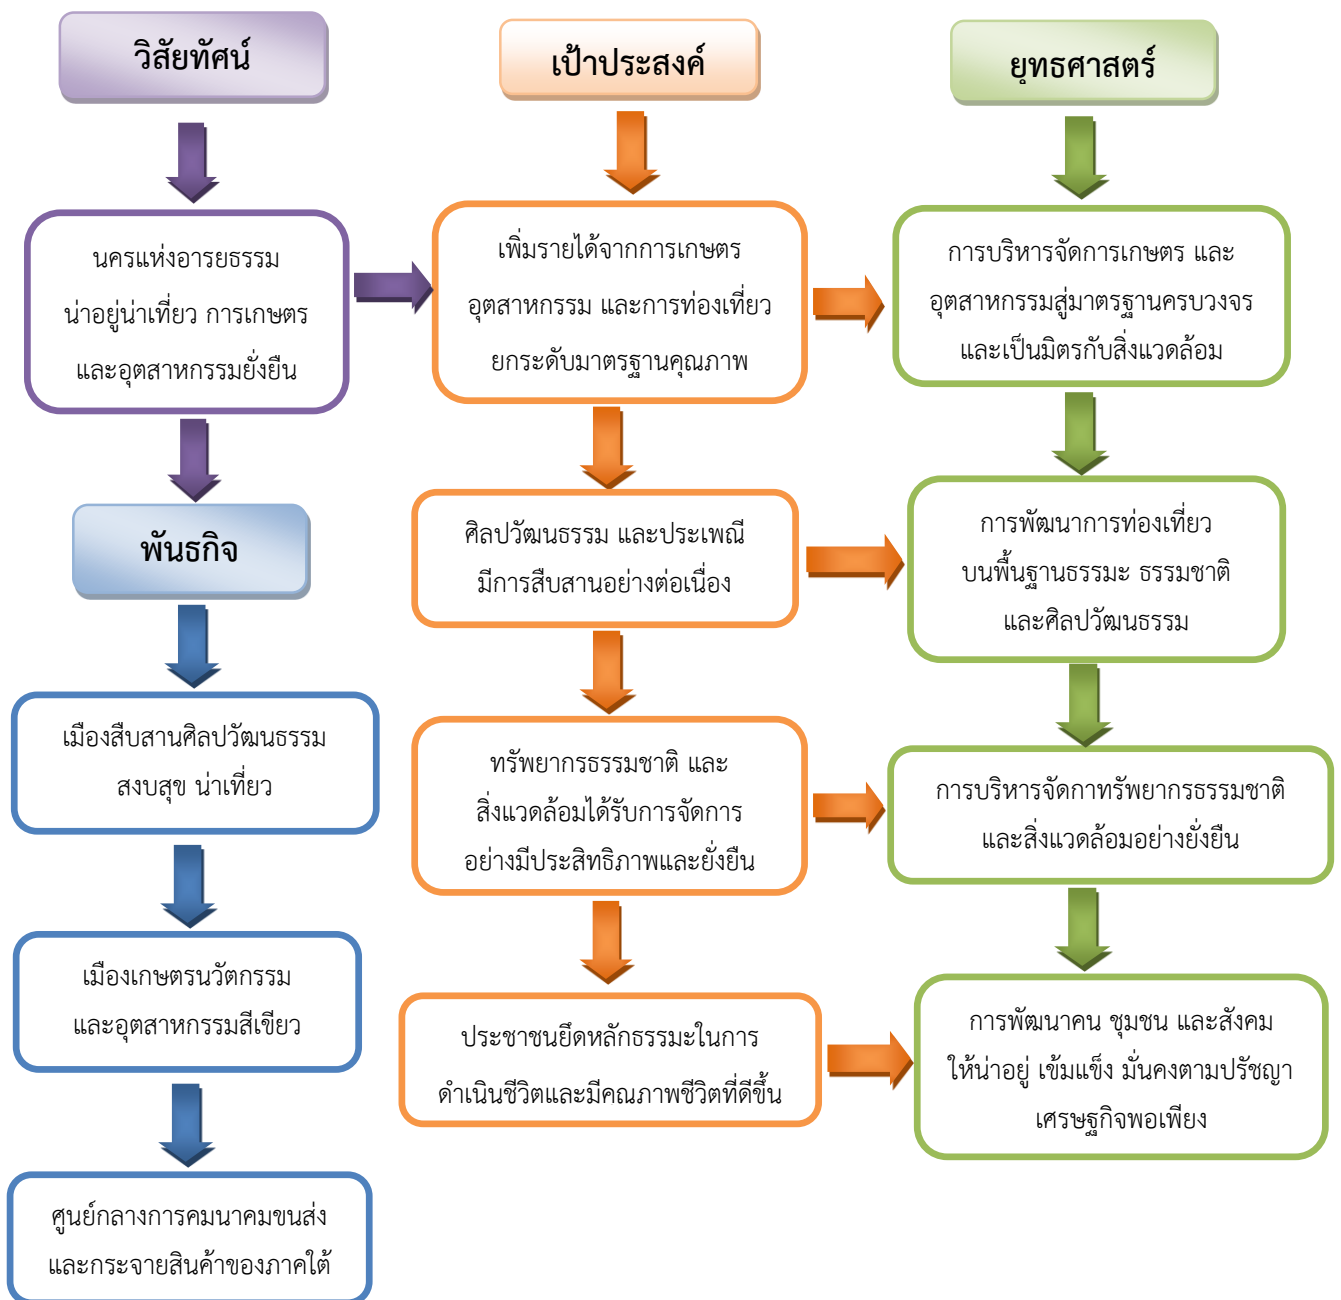 วิสัยทัศน์
นครแห่งอารยธรรม
น่าอยู่น่าเที่ยว การเกษตร
และอุตสาหกรรมยั่งยืน
พันธกิจ
เมืองสืบสานศิลปวัฒนธรรม
สงบสุข น่าเที่ยว
เมืองเกษตรนวัตกรรม
และอุตสาหกรรมสีเขียว
ศูนย์กลางการคมนาคมขนส่ง
และกระจายสินค้าของภาคใต้
เป้าประสงค์
เพิ่มรายได้จากการเกษตร
อุตสาหกรรม และการท่องเที่ยว
ยกระดับมาตรฐานคุณภาพ
ศิลปวัฒนธรรม และประเพณี
มีการสืบสานอย่างต่อเนื่อง
ทรัพยากรธรรมชาติ และ
สิ่งแวดล้อมได้รับการจัดการ
อย่างมีประสิทธิภาพและยั่งยืน
ประชาชนยึดหลักธรรมะในการ
ดำเนินชีวิตและมีคุณภาพชีวิตที่ดีขึ้น
ยุทธศาสตร์
การบริหารจัดการเกษตร และ
อุตสาหกรรมสู่มาตรฐานครบวงจร
และเป็นมิตรกับสิ่งแวดล้อม
การพัฒนาการท่องเที่ยว
บนพื้นฐานธรรมะ ธรรมชาติ
และศิลปวัฒนธรรม
การบริหารจัดกาทรัพยากรธรรมชาติ
และสิ่งแวดล้อมอย่างยั่งยืน
การพัฒนาคน ชุมชน และสังคม
ให้น่าอยู่ เข้มแข็ง มั่นคงตามปรัชญา
เศรษฐกิจพอเพียง